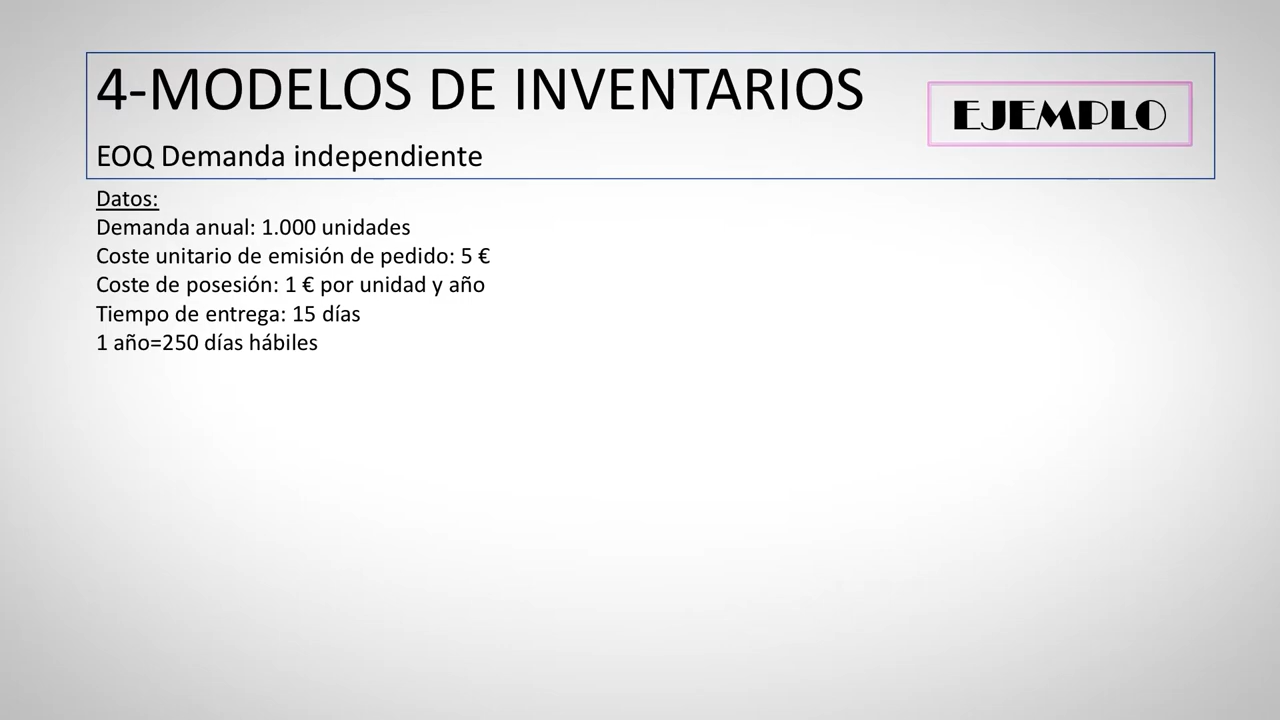 4-MODELOS DE INVENTARIOS
EJEMPLO
EOQ Demanda independiente
Datos:
Demanda anual: 1.000 unidades
Coste unitario de emisión de pedido: 5 €
Coste de posesión: 1 € por unidad y año
Tiempo de entrega: 15 días
1 año=250 días hábiles